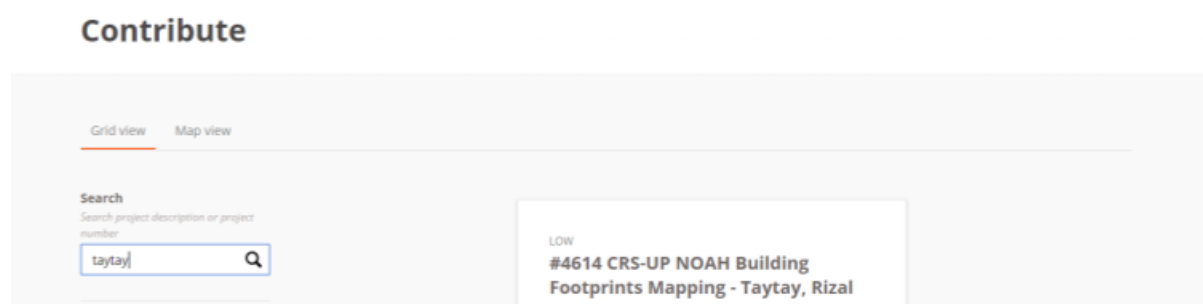 Contribute
Grid view Map view
Search
Search project description or project
number
taytay
LOW
#4614 CRS-UP NOAH Building
Footprints Mapping - Taytay, Rizal